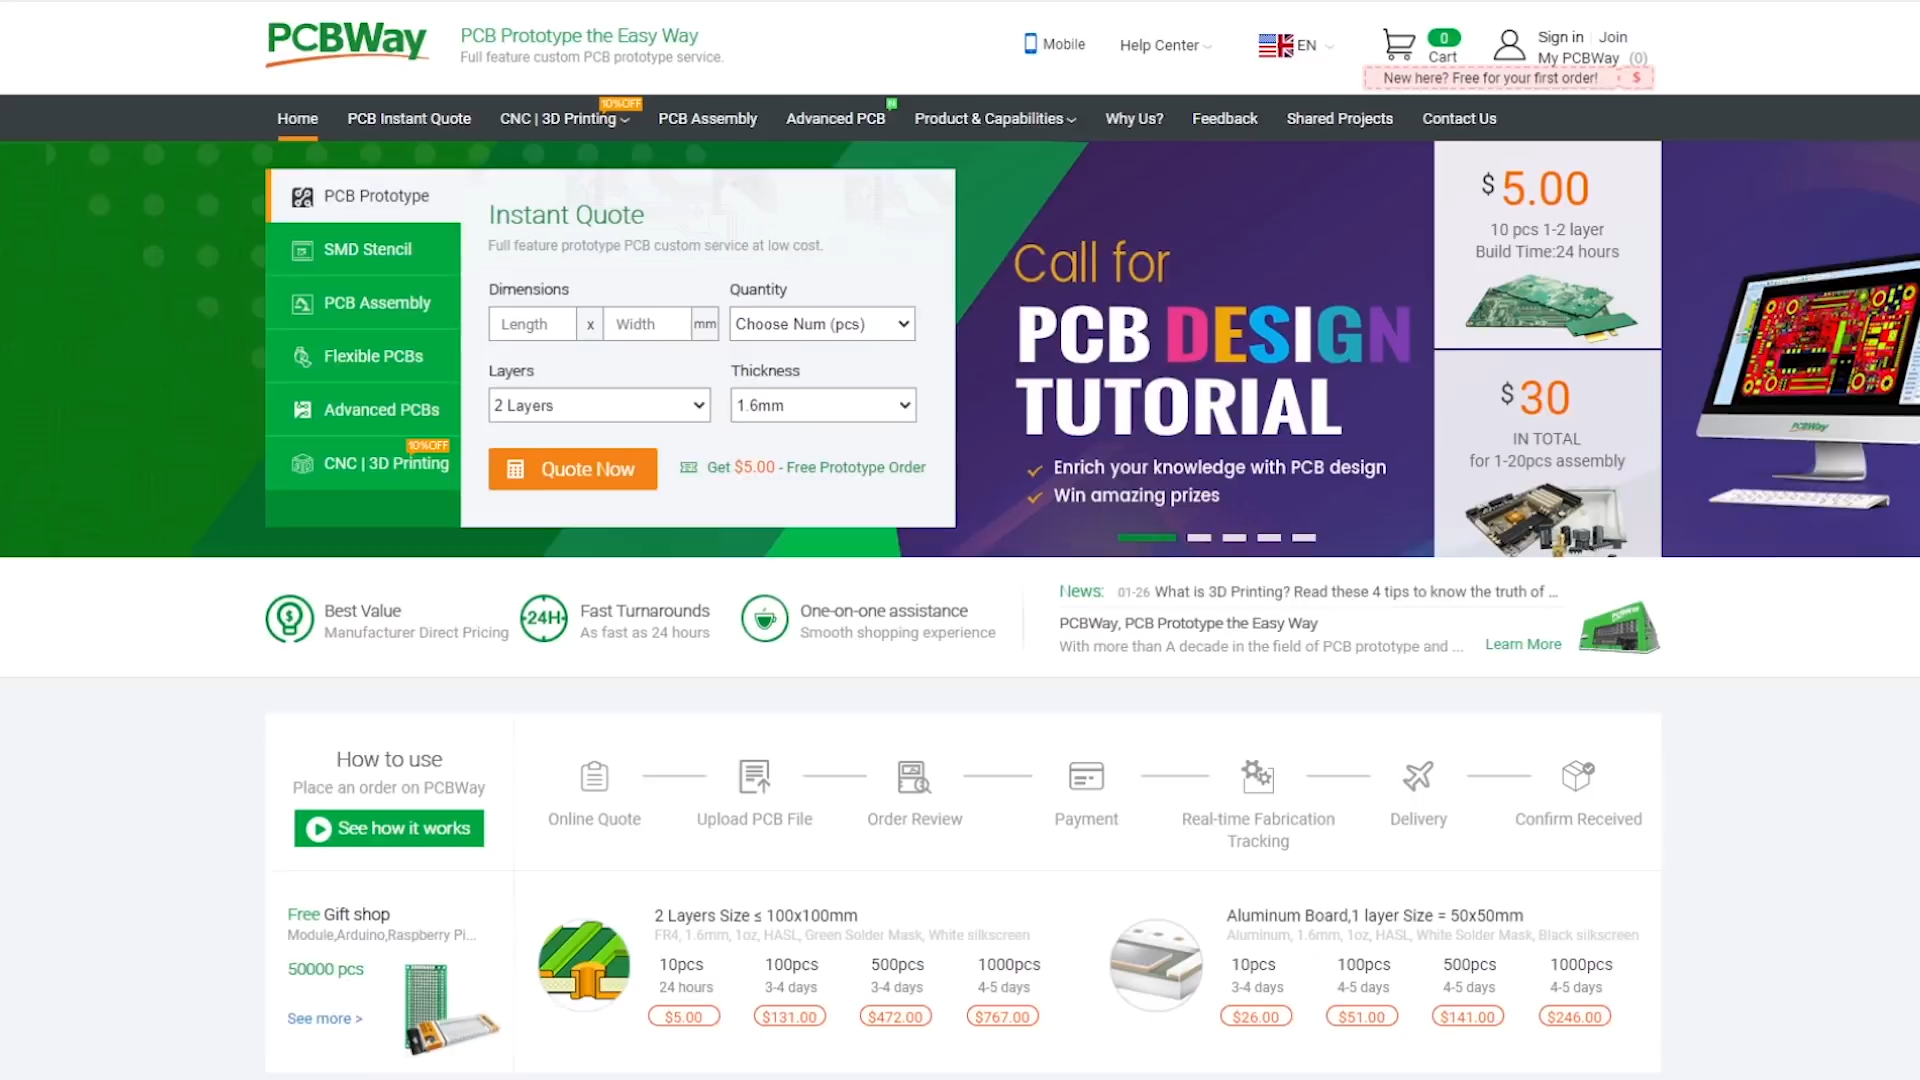 PCBWay
PCB Prototype the Easy Way
Full feature custom PCB prototype service.
Mobile
Help Center
EN
0
Cart
Sign in
Join
My PCBWay (0)
New here? Free for your first order! $
10%OFF
N
Home
PCB Instant Quote
CNC | 3D Printing
PCB Assembly
Advanced PCB
Product & Capabilities
Why Us?
Feedback
Shared Projects
Contact Us
PCB Prototype
SMD Stencil
PCB Assembly
Flexible PCBs
Advanced PCBs
10%OFF
CNC | 3D Printing
Instant Quote
Full feature prototype PCB custom service at low cost.
Dimensions
Quantity
Length x Width mm
Choose Num (pcs)
Layers
Thickness
2 Layers
1.6mm
Quote Now
Get $5.00 - Free Prototype Order
Call for
PCB DESIGN
TUTORIAL
Enrich your knowledge with PCB design
Win amazing prizes
$ 5.00
10 pcs 1-2 layer
Build Time:24 hours
$ 30
IN TOTAL
for 1-20pcs assembly
PCBWay
Best Value
Manufacturer Direct Pricing
24H
Fast Turnarounds
As fast as 24 hours
One-on-one assistance
Smooth shopping experience
News: 01-26 What is 3D Printing? Read these 4 tips to know the truth of ...
PCBWay, PCB Prototype the Easy Way
With more than A decade in the field of PCB prototype and ...
Learn More
How to use
Place an order on PCBWay
See how it works
Online Quote
Upload PCB File
Order Review
Payment
Real-time Fabrication
Tracking
Delivery
Confirm Received
Free Gift shop
Module,Arduino,Raspberry Pi...
50000 pcs
See more >
2 Layers Size ≤ 100x100mm
FR4, 1.6mm, 1oz, HASL, Green Solder Mask, White silkscreen
10pcs 100pcs 500pcs 1000pcs
24 hours 3-4 days 3-4 days 4-5 days
$5.00 $131.00 $472.00 $767.00
Aluminum Board,1 layer Size = 50x50mm
Aluminum, 1.6mm, 1oz, HASL, White Solder Mask, Black silkscreen
10pcs 100pcs 500pcs 1000pcs
3-4 days 4-5 days 4-5 days 4-5 days
$26.00 $51.00 $141.00 $246.00